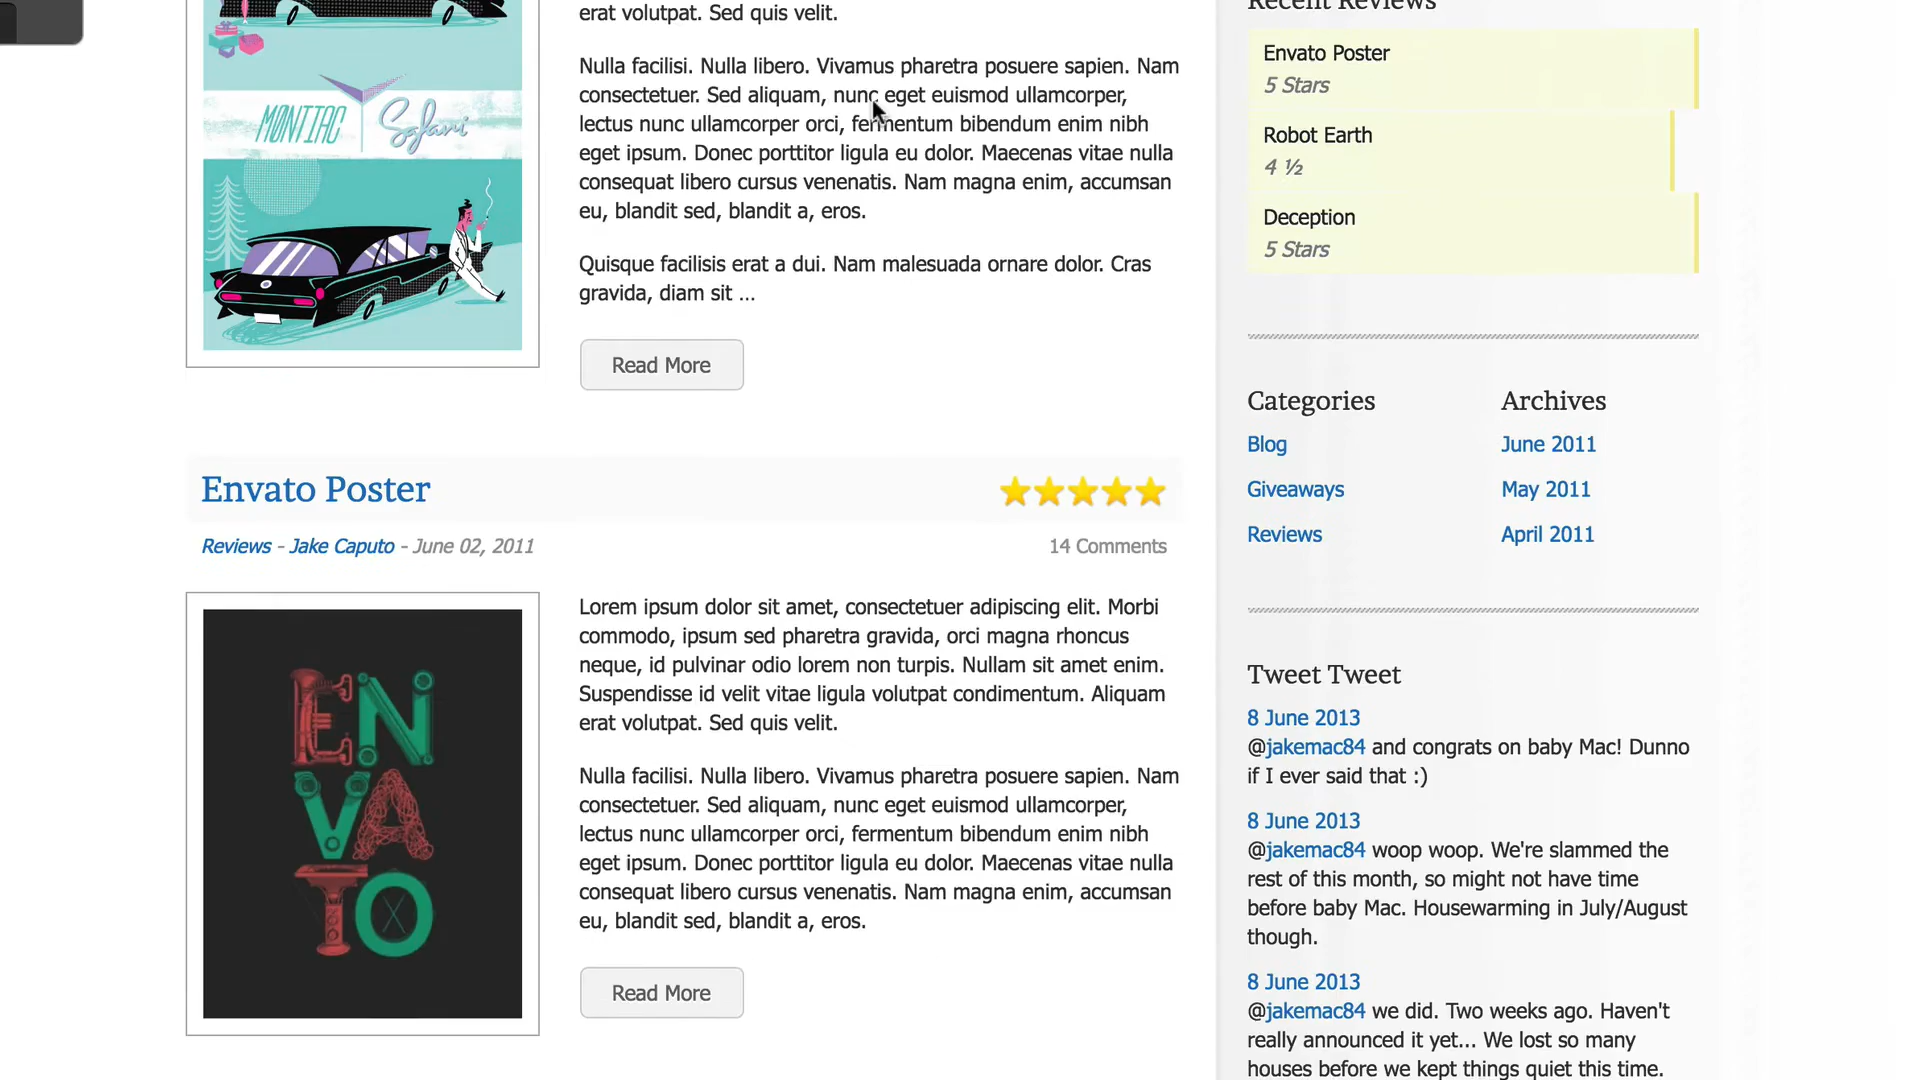 erat volutpat. Sed quis velit.
Nulla facilisi. Nulla libero. Vivamus pharetra posuere sapien. Nam
consectetuer. Sed aliquam, nunc eget euismod ullamcorper,
lectus nunc ullamcorper orci, fermentum bibendum enim nibh
eget ipsum. Donec porttitor ligula eu dolor. Maecenas vitae nulla
consequat libero cursus venenatis. Nam magna enim, accumsan
eu, blandit sed, blandit a, eros.
Quisque facilisis erat a dui. Nam malesuada ornare dolor. Cras
gravida, diam sit ...
Read More
MONTIAC Safari
Envato Poster
Reviews - Jake Caputo - June 02, 2011
14 Comments
ENVATO
Lorem ipsum dolor sit amet, consectetuer adipiscing elit. Morbi
commodo, ipsum sed pharetra gravida, orci magna rhoncus
neque, id pulvinar odio lorem non turpis. Nullam sit amet enim.
Suspendisse id velit vitae ligula volutpat condimentum. Aliquam
erat volutpat. Sed quis velit.
Nulla facilisi. Nulla libero. Vivamus pharetra posuere sapien. Nam
consectetuer. Sed aliquam, nunc eget euismod ullamcorper,
lectus nunc ullamcorper orci, fermentum bibendum enim nibh
eget ipsum. Donec porttitor ligula eu dolor. Maecenas vitae nulla
consequat libero cursus venenatis. Nam magna enim, accumsan
eu, blandit sed, blandit a, eros.
Read More
Recent Reviews
Envato Poster
5 Stars
Robot Earth
4 ½
Deception
5 Stars
Categories
Blog
Giveaways
Reviews
Archives
June 2011
May 2011
April 2011
Tweet Tweet
8 June 2013
@jakemac84 and congrats on baby Mac! Dunno
if I ever said that :)
8 June 2013
@jakemac84 woop woop. We're slammed the
rest of this month, so might not have time
before baby Mac. Housewarming in July/August
though.
8 June 2013
@jakemac84 we did. Two weeks ago. Haven't
really announced it yet... We lost so many
houses before we kept things quiet this time.